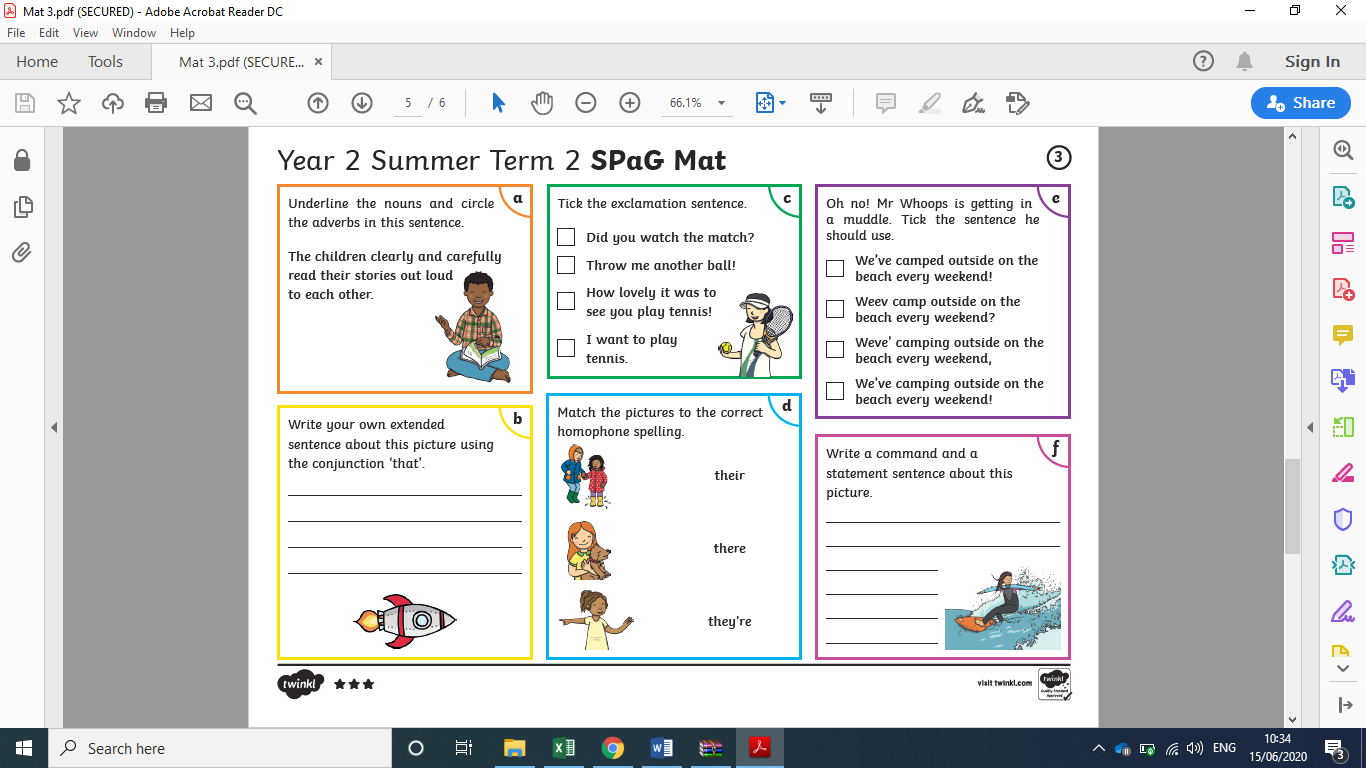 Mat 3.pdf (SECURED) - Adobe Acrobat Reader DC
File Edit View Window Help
Home Tools Mat 3.pdf (SECURE... ×
Sign In
5 / 6
66.1%
Share
Year 2 Summer Term 2 SPaG Mat
3
a
Underline the nouns and circle
the adverbs in this sentence.
The children clearly and carefully
read their stories out loud
to each other.
b
Write your own extended
sentence about this picture using
the conjunction ‘that’.
c
Tick the exclamation sentence.
Did you watch the match?
Throw me another ball!
How lovely it was to
see you play tennis!
I want to play
tennis.
d
Match the pictures to the correct
homophone spelling.
their
there
they're
e
Oh no! Mr Whoops is getting in
a muddle. Tick the sentence he
should use.
We’ve camped outside on the
beach every weekend!
Weev camp outside on the
beach every weekend?
Weve’ camping outside on the
beach every weekend,
We’ve camping outside on the
beach every weekend!
f
Write a command and a
statement sentence about this
picture.
twinkl
visit twinkl.com
twinkl
Quality Standard
Approved
Search here
ENG
10:34
15/06/2020
3